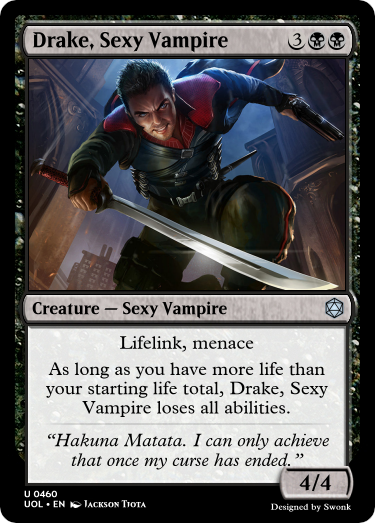 Drake, Sexy Vampire 3
Creature — Sexy Vampire
Lifelink, menace
As long as you have more life than
your starting life total, Drake, Sexy
Vampire loses all abilities.
“Hakuna Matata. I can only achieve
that once my curse has ended.”
4/4
U 0460
UOL • EN Jackson Tjota
Designed by Swonk